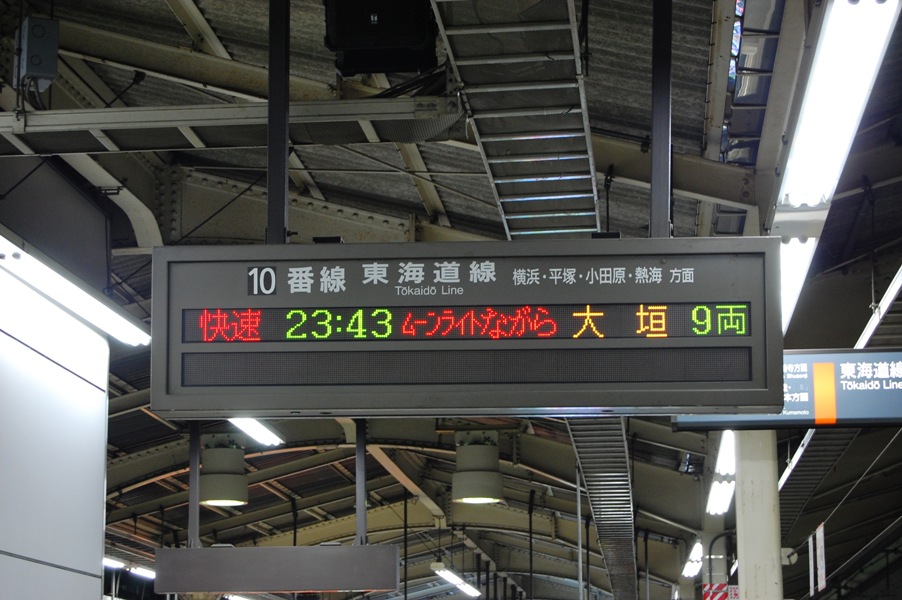 10 番線 東海道線 横浜・平塚・小田原・熱海 方面
Tōkaidō Line
快速 23:43 ムーンライトながら 大垣 9両
東海道線
Tōkaidō Line